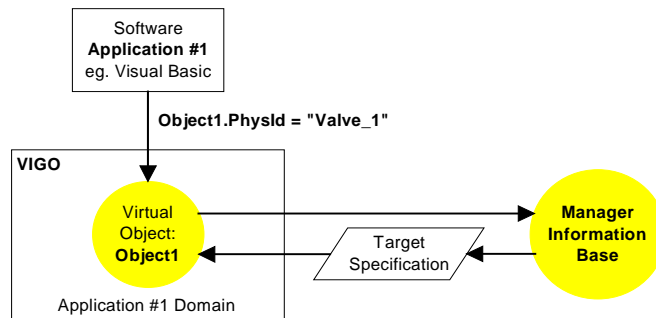 Software
Application #1
eg. Visual Basic
Object1.PhysId = "Valve_1"
VIGO
Virtual
Object:
Object1
Target
Specification
Manager
Information
Base
Application #1 Domain